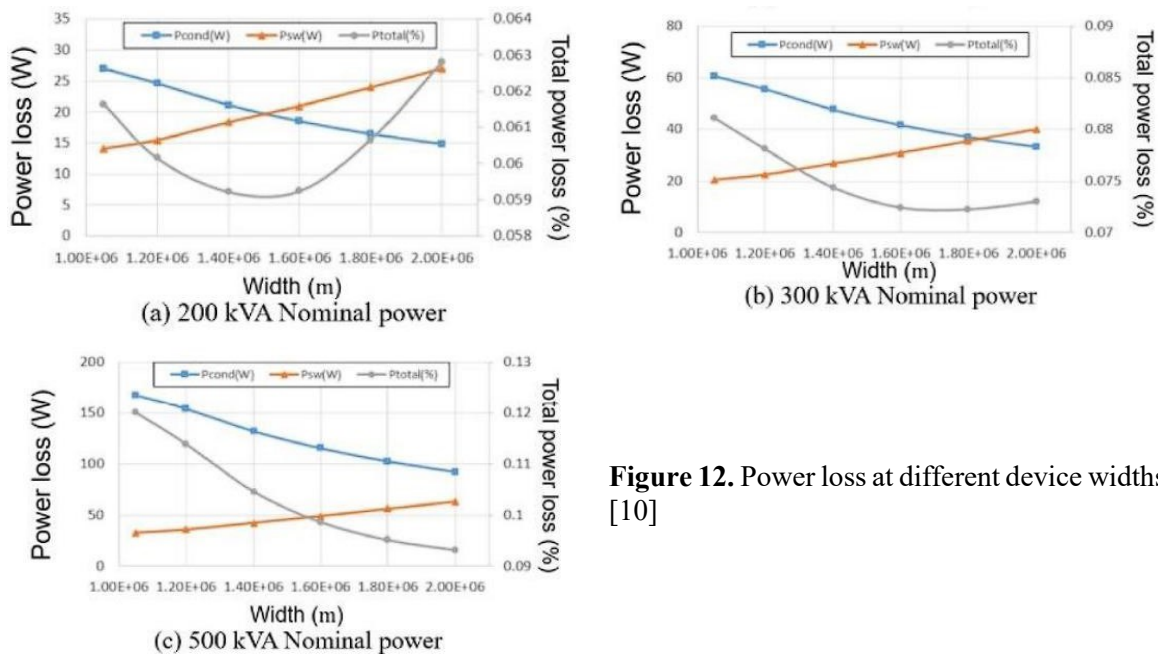 35
30
25
20
15
10
5
0
Power loss (W)
Pcond(W) Psw(W) Ptotal(%)
0.064
0.063
0.062
0.061
0.06
0.059
0.058
Total power loss (%)
1.00E+06 1.20E+06 1.40E+06 1.60E+06 1.80E+06 2.00E+06
Width (m)
(a) 200 kVA Nominal power
80
60
40
20
0
Power loss (W)
Pcond(W) Psw(W) Ptotal(%)
0.09
0.085
0.08
0.075
0.07
Total power loss (%)
1.00E+06 1.20E+06 1.40E+06 1.60E+06 1.80E+06 2.00E+06
Width (m)
(b) 300 kVA Nominal power
200
150
100
50
0
Power loss (W)
Pcond(W) Psw(W) Ptotal(%)
0.13
0.12
0.11
0.1
0.09
Total power loss (%)
1.00E+06 1.20E+06 1.40E+06 1.60E+06 1.80E+06 2.00E+06
Width (m)
(c) 500 kVA Nominal power
Figure 12. Power loss at different device widths
[10]